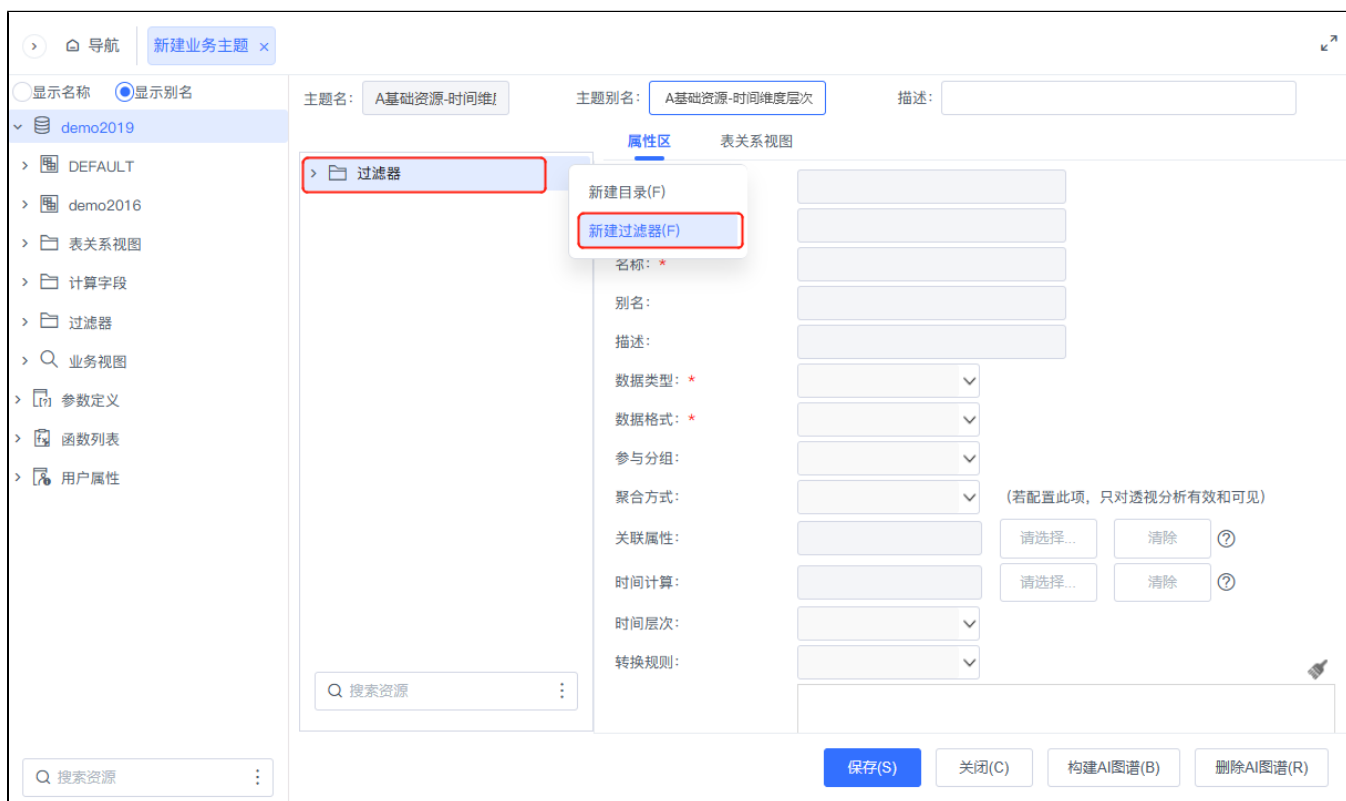 导航
新建业务主题 ×
显示名称 显示别名
主题名： A基础资源-时间维度 主题别名： A基础资源-时间维度层次 描述：
demo2019
DEFAULT
demo2016
表关系视图
计算字段
过滤器
业务视图
参数定义
函数列表
用户属性
搜索资源
过滤器
搜索资源
属性区 表关系视图
新建目录(F)
新建过滤器(F)
名称： *
别名：
描述：
数据类型： *
数据格式： *
参与分组：
聚合方式： (若配置此项，只对透视分析有效和可见)
关联属性： 请选择... 清除
时间计算： 请选择... 清除
时间层次：
转换规则：
保存(S) 关闭(C) 构建AI图谱(B) 删除AI图谱(R)